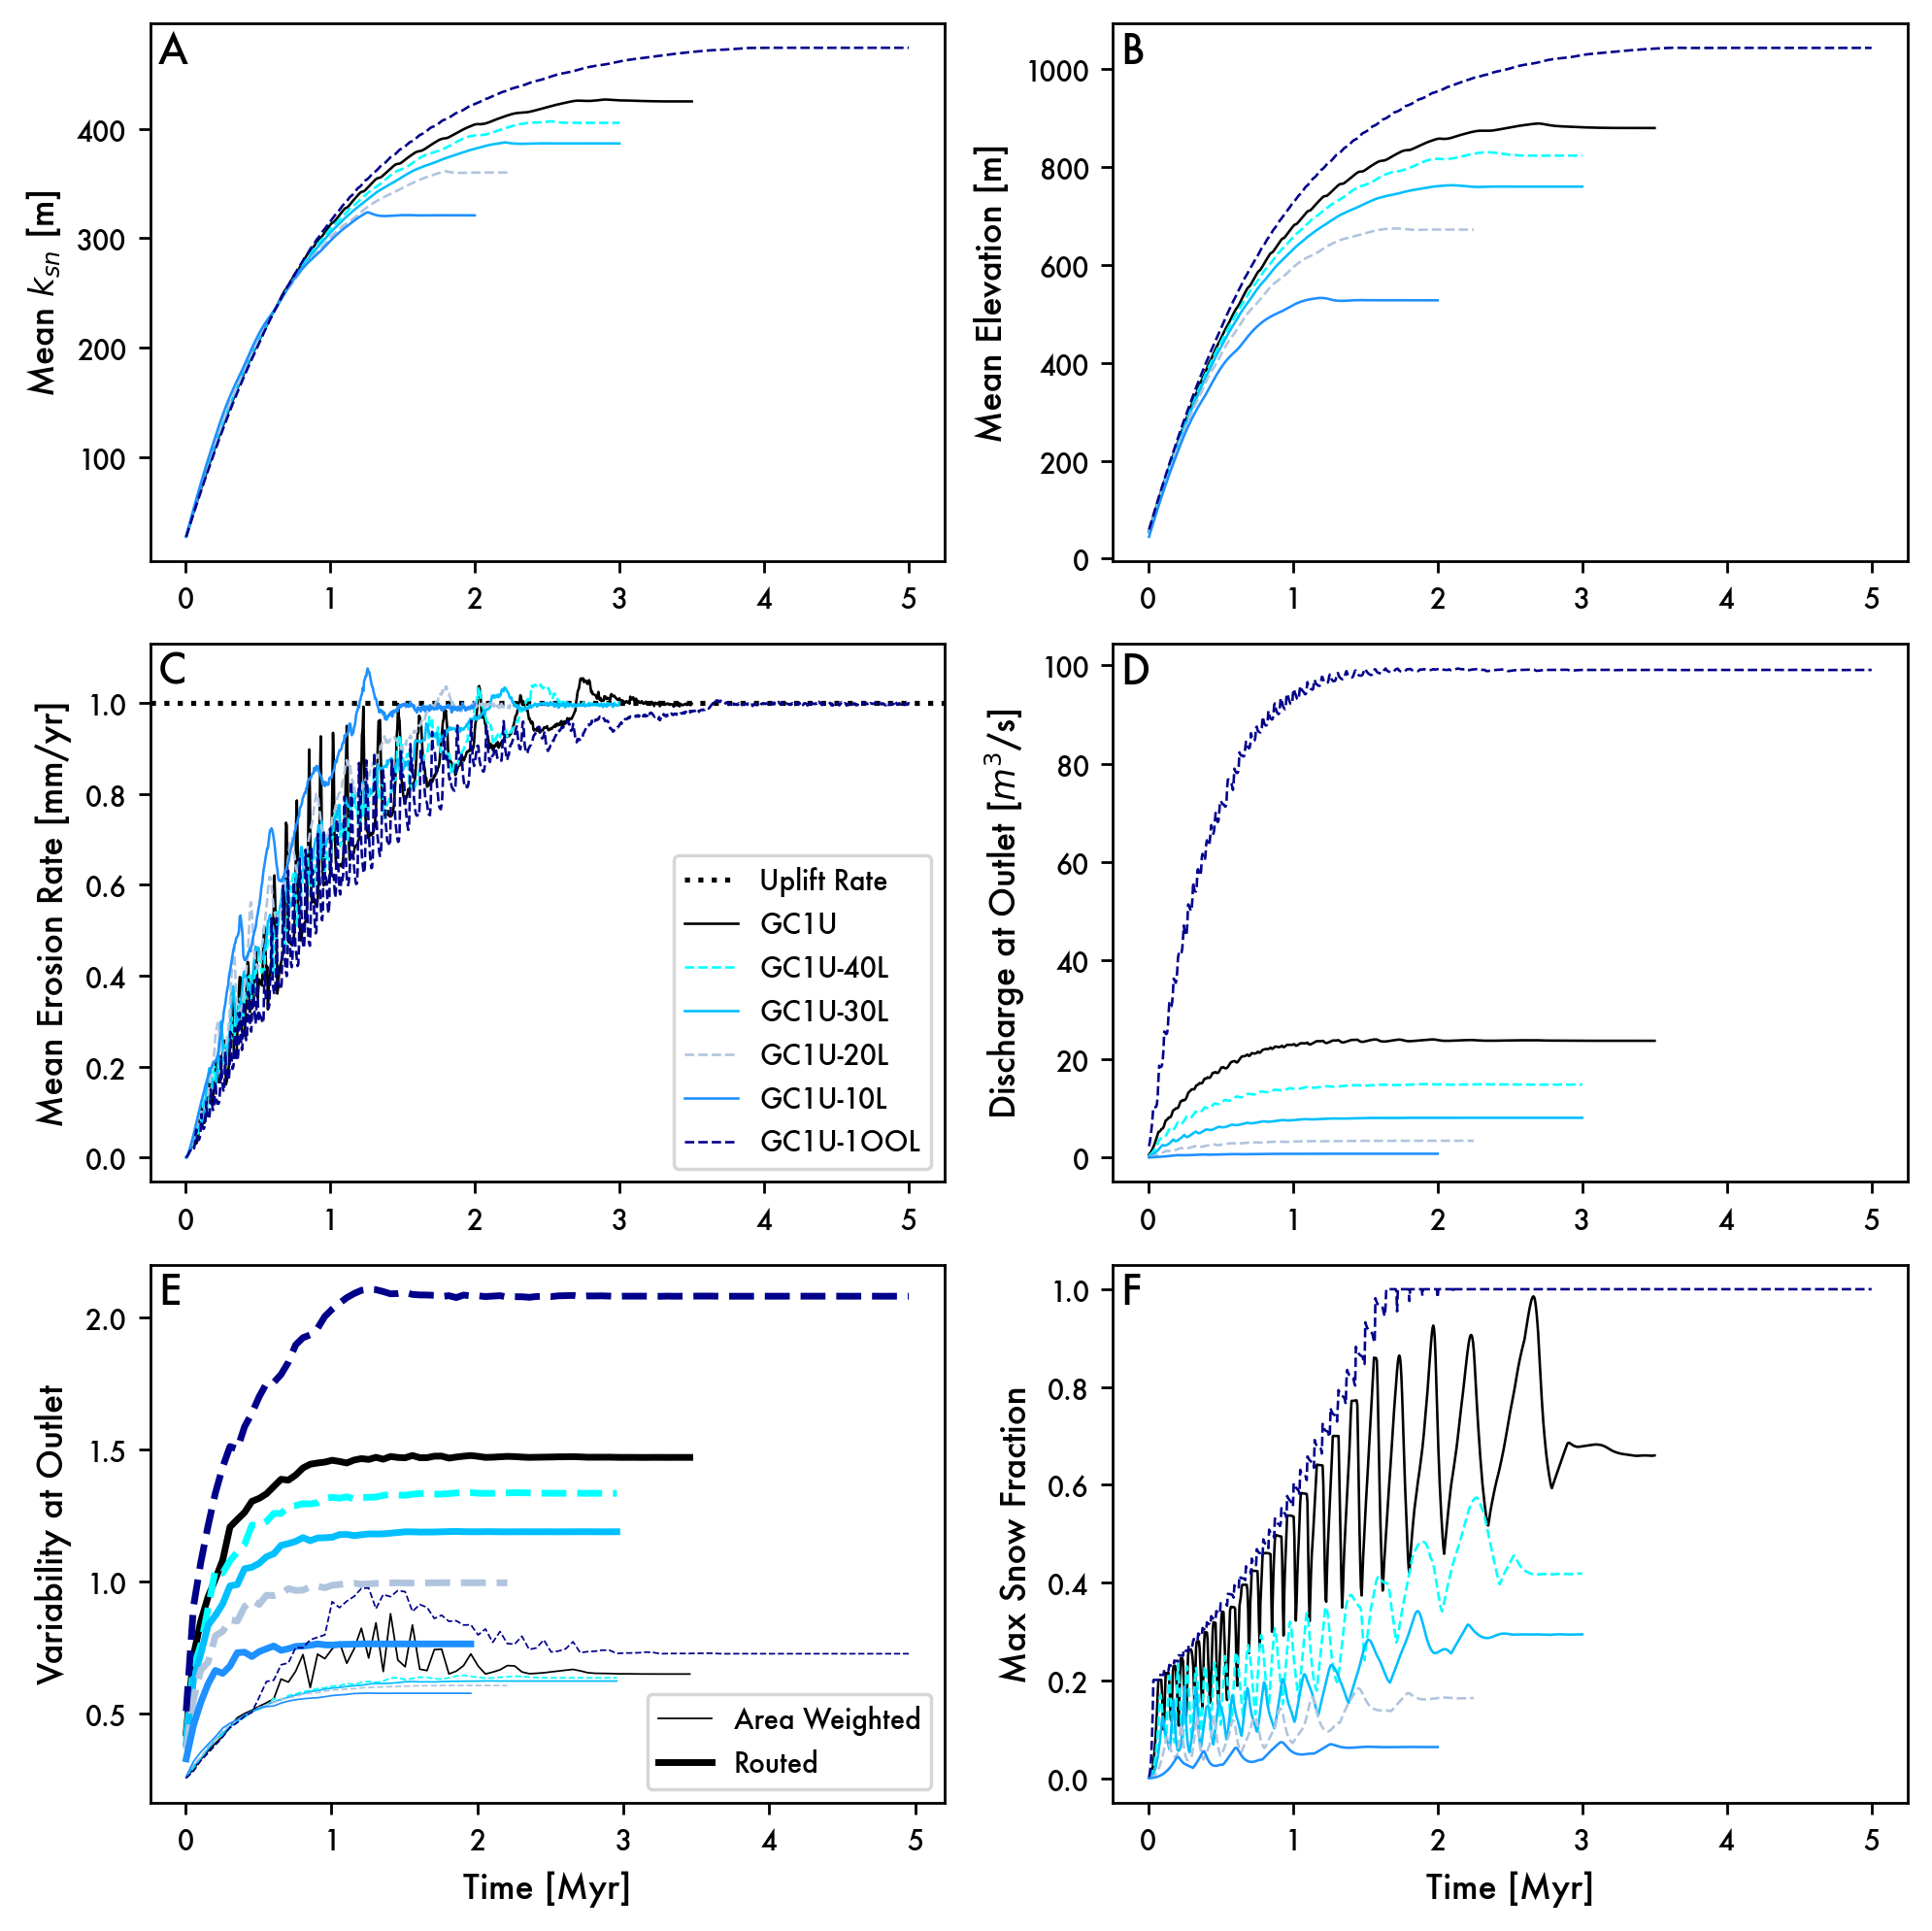 A
Mean ksn [m]
400
300
200
100
0 1 2 3 4 5
B
Mean Elevation [m]
1000
800
600
400
200
0
0 1 2 3 4 5
C
Mean Erosion Rate [mm/yr]
1.0
0.8
0.6
0.4
0.2
0.0
Uplift Rate
GC1U
GC1U-40L
GC1U-30L
GC1U-20L
GC1U-10L
GC1U-100L
0 1 2 3 4 5
D
Discharge at Outlet [m³/s]
100
80
60
40
20
0
0 1 2 3 4 5
E
Variability at Outlet
2.0
1.5
1.0
0.5
Area Weighted
Routed
0 1 2 3 4 5
Time [Myr]
F
Max Snow Fraction
1.0
0.8
0.6
0.4
0.2
0.0
0 1 2 3 4 5
Time [Myr]